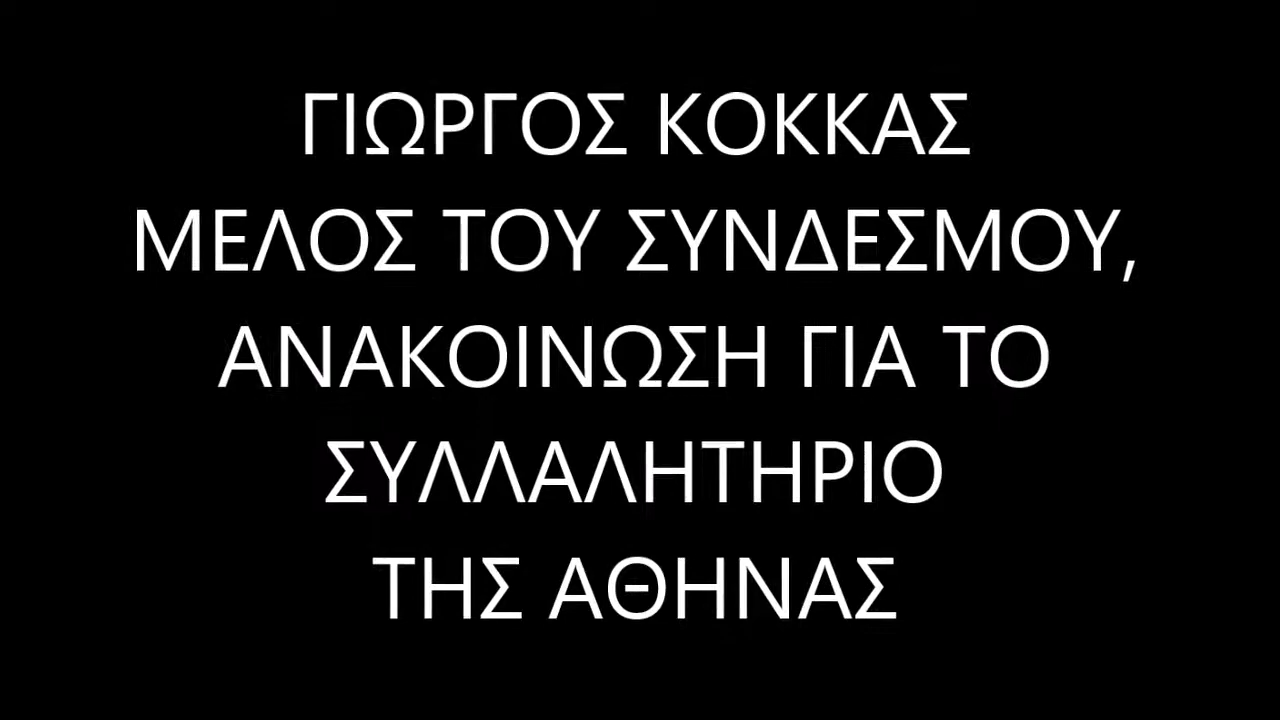 ΓΙΩΡΓΟΣ ΚΟΚΚΑΣ
ΜΕΛΟΣ ΤΟΥ ΣΥΝΔΕΣΜΟΥ,
ΑΝΑΚΟΙΝΩΣΗ ΓΙΑ ΤΟ
ΣΥΛΛΑΛΗΤΗΡΙΟ
ΤΗΣ ΑΘΗΝΑΣ